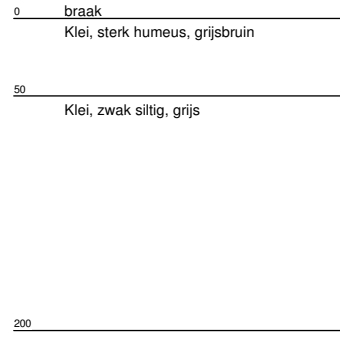 0 braak
Klei, sterk humeus, grijsbruin
50
Klei, zwak siltig, grijs
200